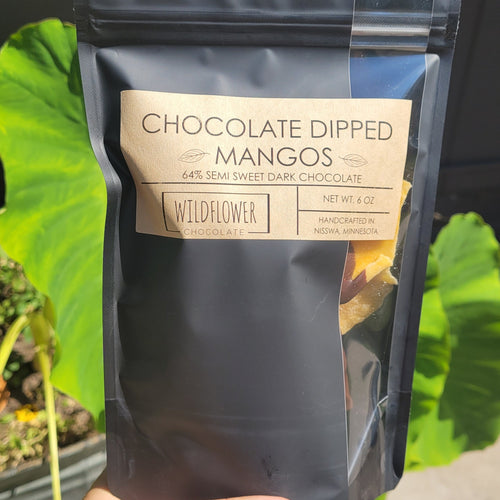 CHOCOLATE DIPPED
MANGOS
64% SEMI SWEET DARK CHOCOLATE
WILDFLOWER
CHOCOLATE
NET WT. 6 OZ
HANDCRAFTED IN
NISSWA, MINNESOTA